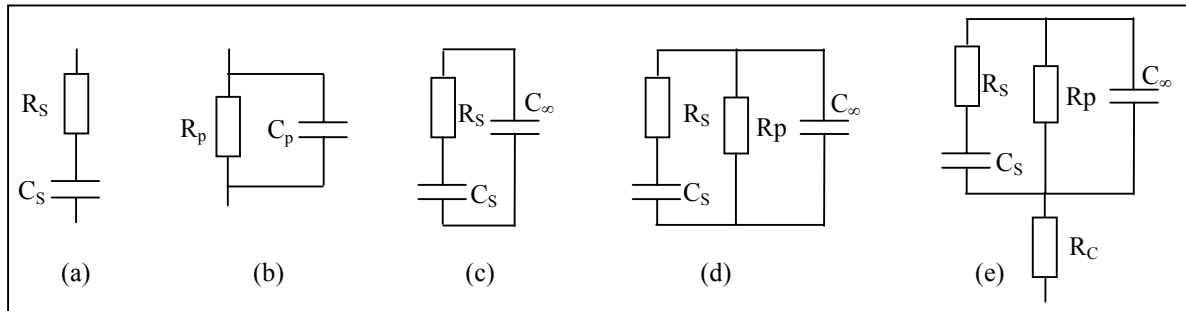 R_S
C_S
(a)
R_p
C_p
(b)
R_S
C_∞
C_S
(c)
R_S
Rp
C_∞
C_S
(d)
R_S
Rp
C_∞
C_S
R_C
(e)